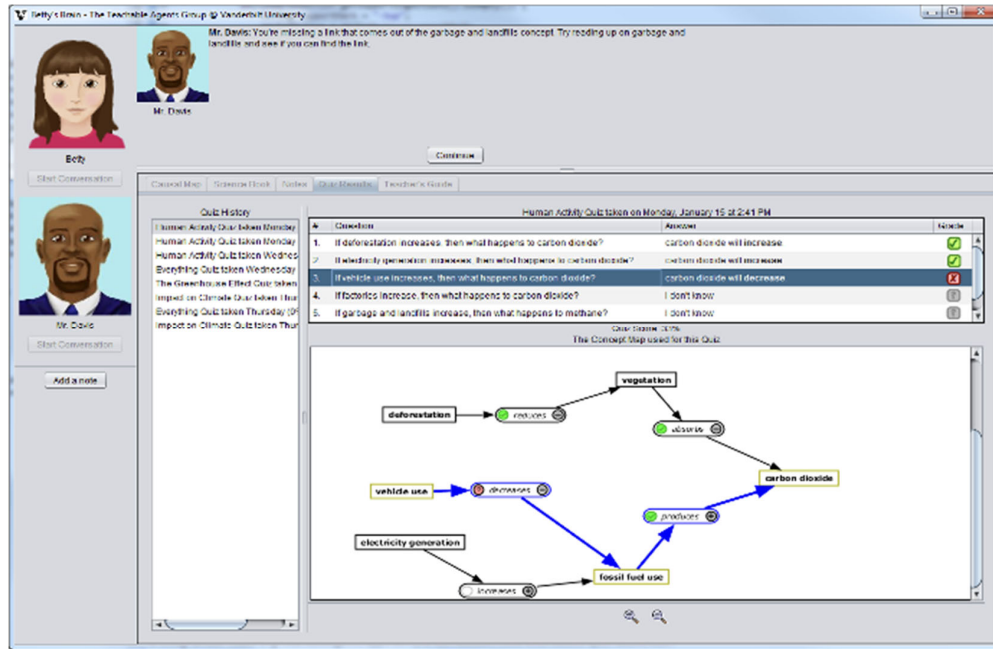 Betty's Brain - The Teachable Agents Group @ Vanderbilt University
Mr. Davis: You're missing a link that comes out of the garbage and landfills concept. Try reading up on garbage and
landfills and see if you can find the link.
Mr. Davis
Betty
Continue
Start Conversation
Causal Map Science Book Notes Quiz Results Teacher's Guide
Quiz History
Human Activity Quiz taken Monday
Human Activity Quiz taken Monday
Human Activity Quiz taken Wednes
Everything Quiz taken Wednesday
The Greenhouse Effect Quiz taken
Impact on Climate Quiz taken Thur
Everything Quiz taken Thursday
Impact on Climate Quiz taken Thur
Human Activity Quiz taken on Monday, January 15 at 2:41 PM
# Question Answer Grade
1. If deforestation increases, then what happens to carbon dioxide? carbon dioxide will increase
2. If electricity generation increases, then what happens to carbon dioxide? carbon dioxide will increase
3. If vehicle use increases, then what happens to carbon dioxide? carbon dioxide will decrease
4. If factories increase, then what happens to carbon dioxide? I don't know
5. If garbage and landfills increase, then what happens to methane? I don't know
Quiz Score: 33%
The Concept Map used for this Quiz
Mr. Davis
Start Conversation
Add a note
vegetation
deforestation
reduces
absorbs
carbon dioxide
vehicle use
decreases
produces
electricity generation
fossil fuel use
increases